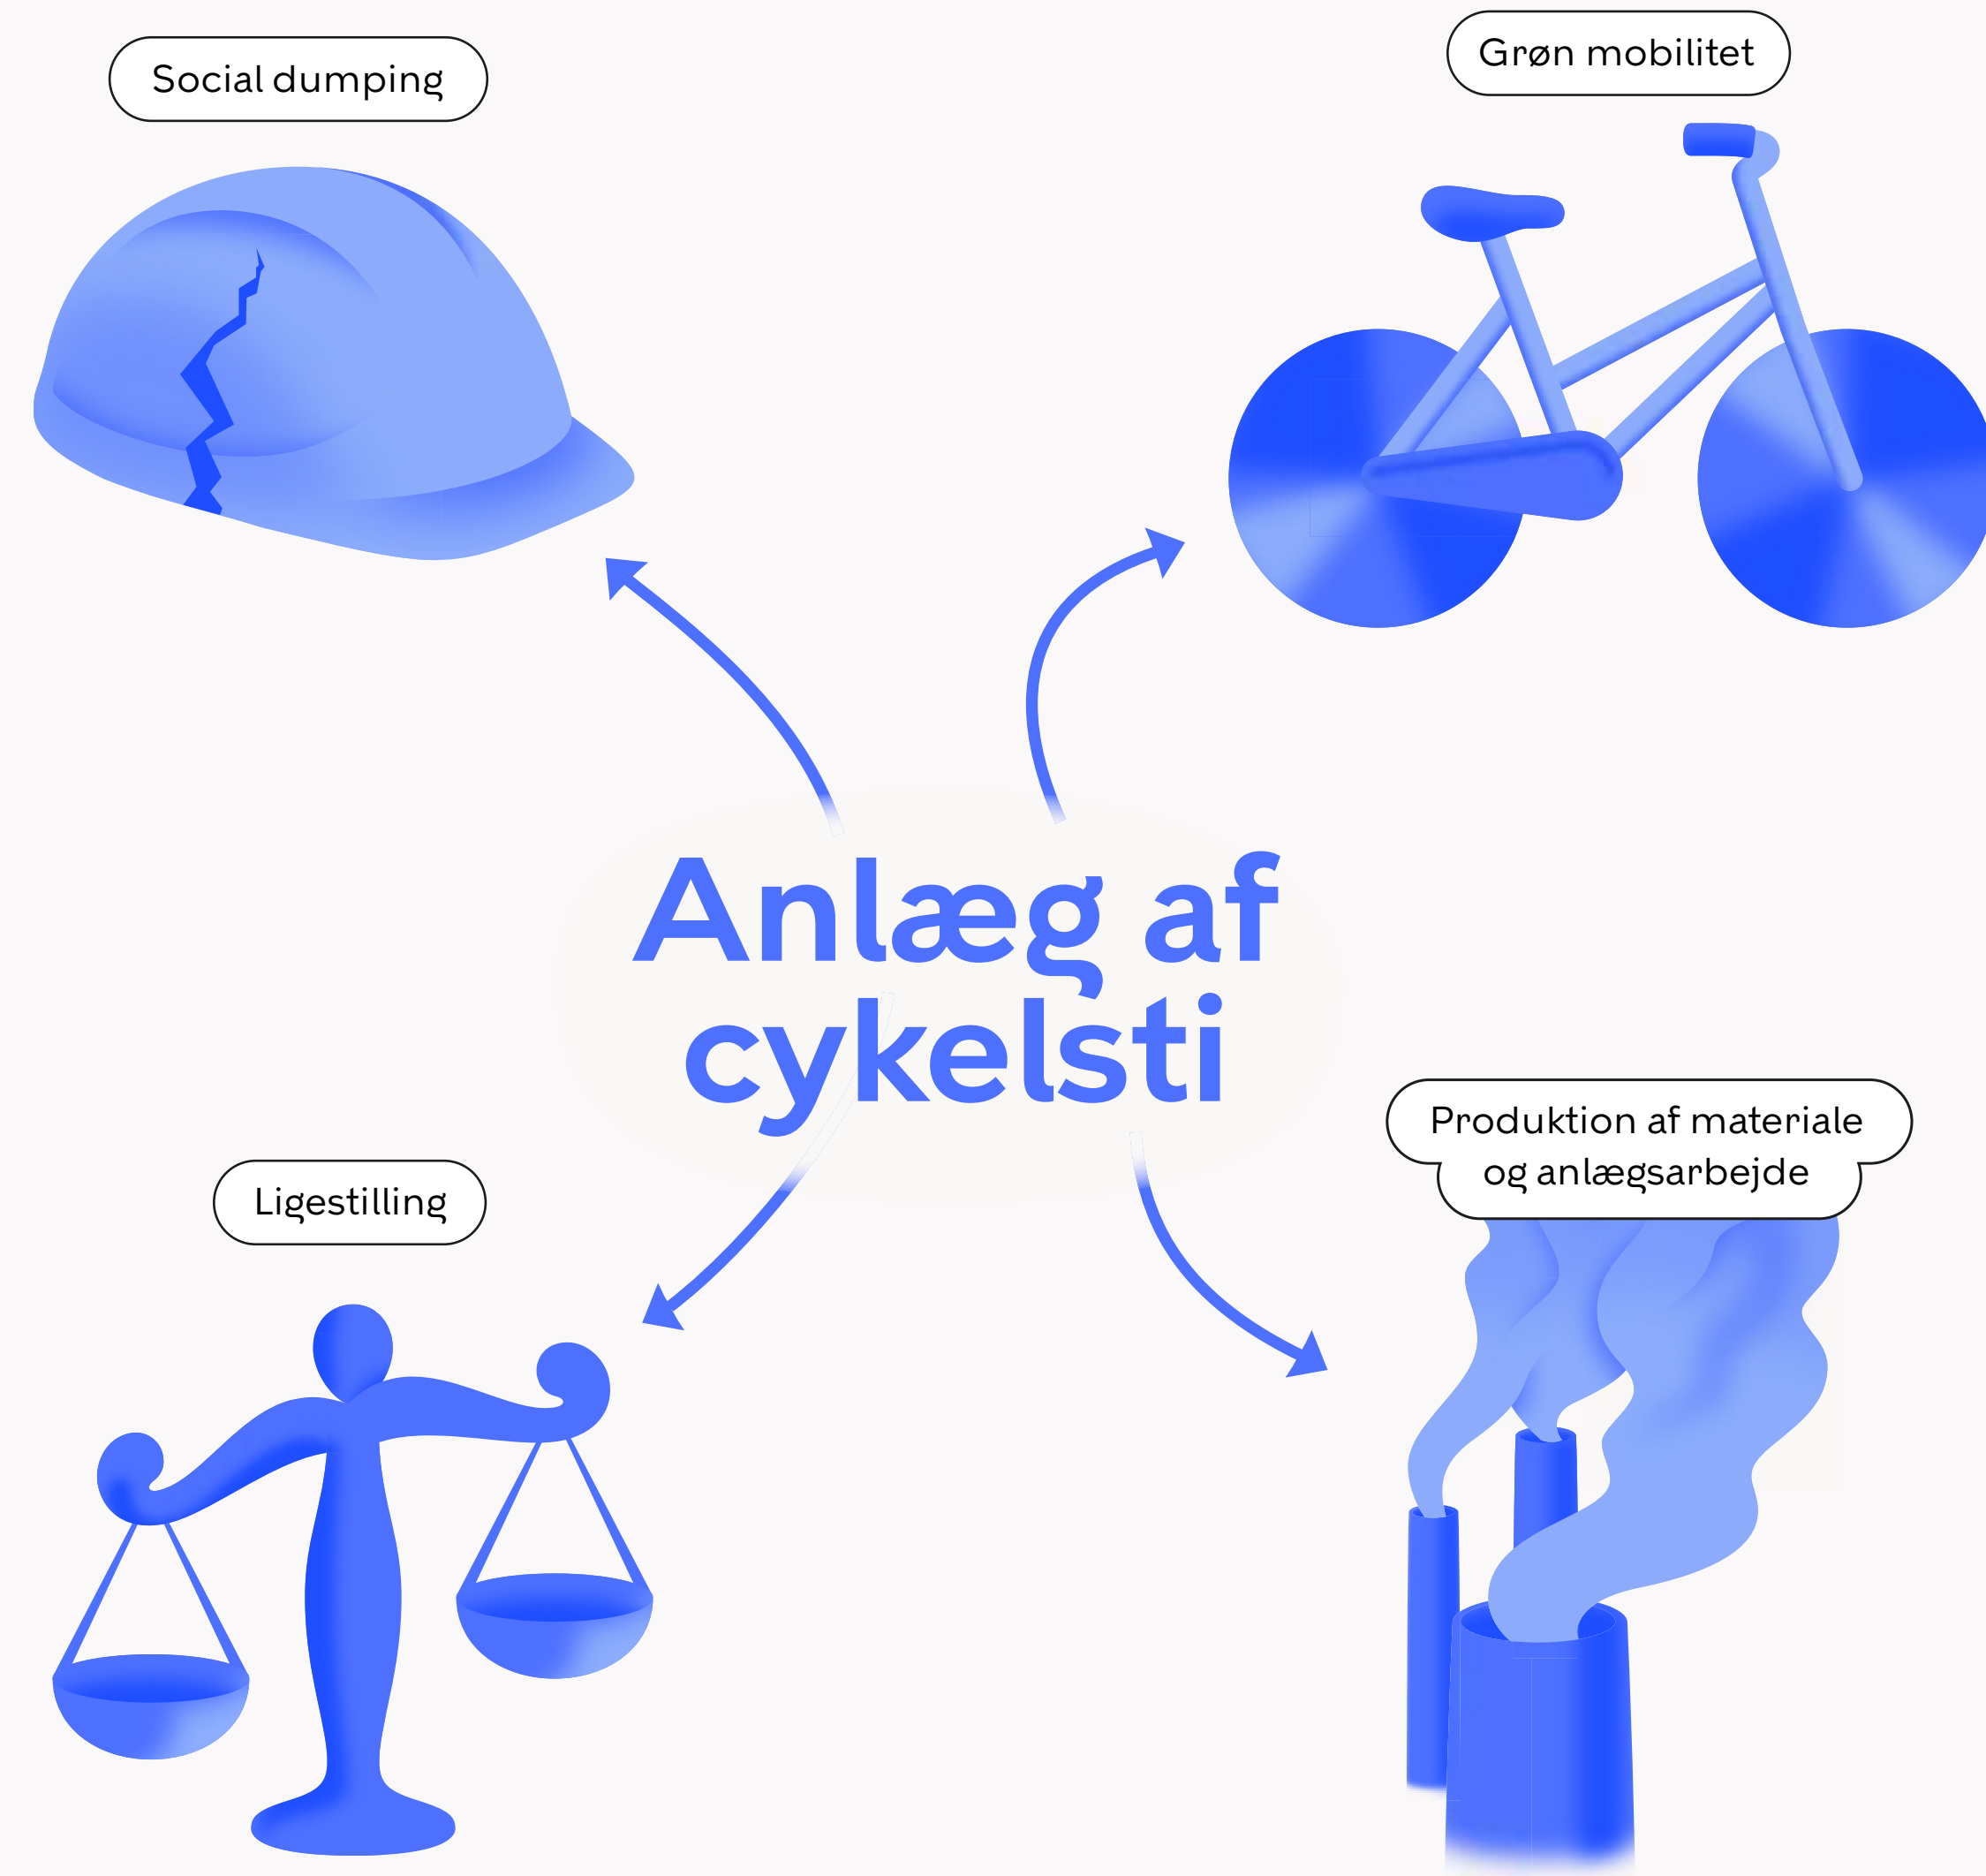 Social dumping
Grøn mobilitet
Anlæg af
cykelsti
Ligestilling
Produktion af materiale
og anlægsarbejde